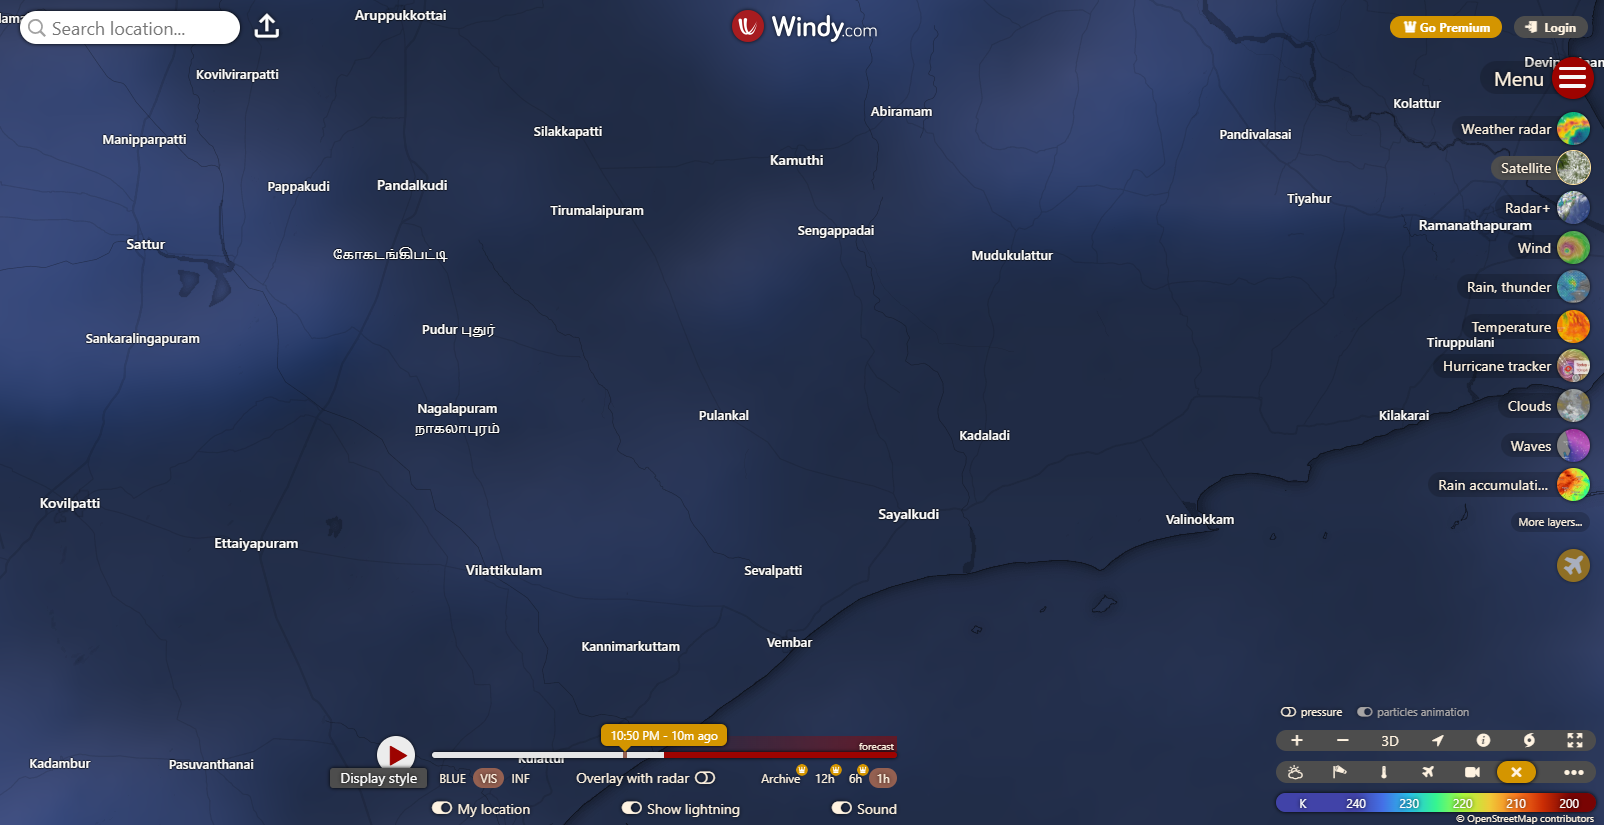 Aruppukkottai
Search location...
Windy.com
Go Premium
Login
Menu
Kovilvirarpatti
Abiramam
Kolattur
Manipparpatti
Silakkapatti
Pandivalasai
Weather radar
Kamuthi
Satellite
Pappakudi
Pandalkudi
Tirumalaipuram
Tiyahur
Radar+
Ramanathapuram
Sengappadai
Sattur
கோகடங்கிபட்டி
Mudukulattur
Wind
Rain, thunder
Pudur புதுர்
Temperature
Sankaralingapuram
Tiruppulani
Hurricane tracker
Nagalapuram
நாகலாபுரம்
Pulankal
Kadaladi
Kilakarai
Clouds
Waves
Rain accumulati...
Kovilpatti
Sayalkudi
Valinokkam
More layers...
Ettaiyapuram
Vilattikulam
Sevalpatti
Kannimarkuttam
Vembar
pressure
particles animation
10:50 PM - 10m ago
forecast
3D
Kadambur
Pasuvanthanai
Display style
BLUE VIS INF
Overlay with radar
Archive 12h 6h 1h
My location
Show lightning
Sound
K 240 230 220 210 200
© OpenStreetMap contributors